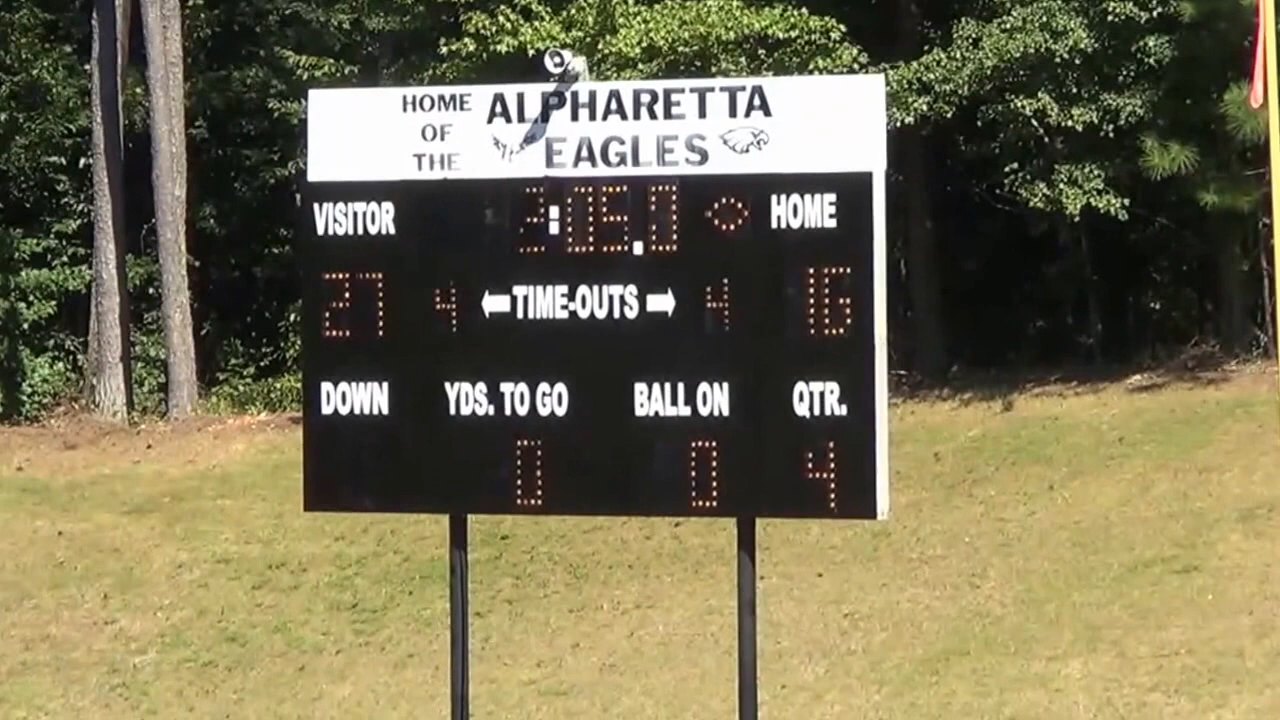 HOME
OF
THE
ALPHARETTA
EAGLES
VISITOR
2:05.0
HOME
27
4
TIME-OUTS
4
16
DOWN
YDS. TO GO
BALL ON
QTR.
0
0
4